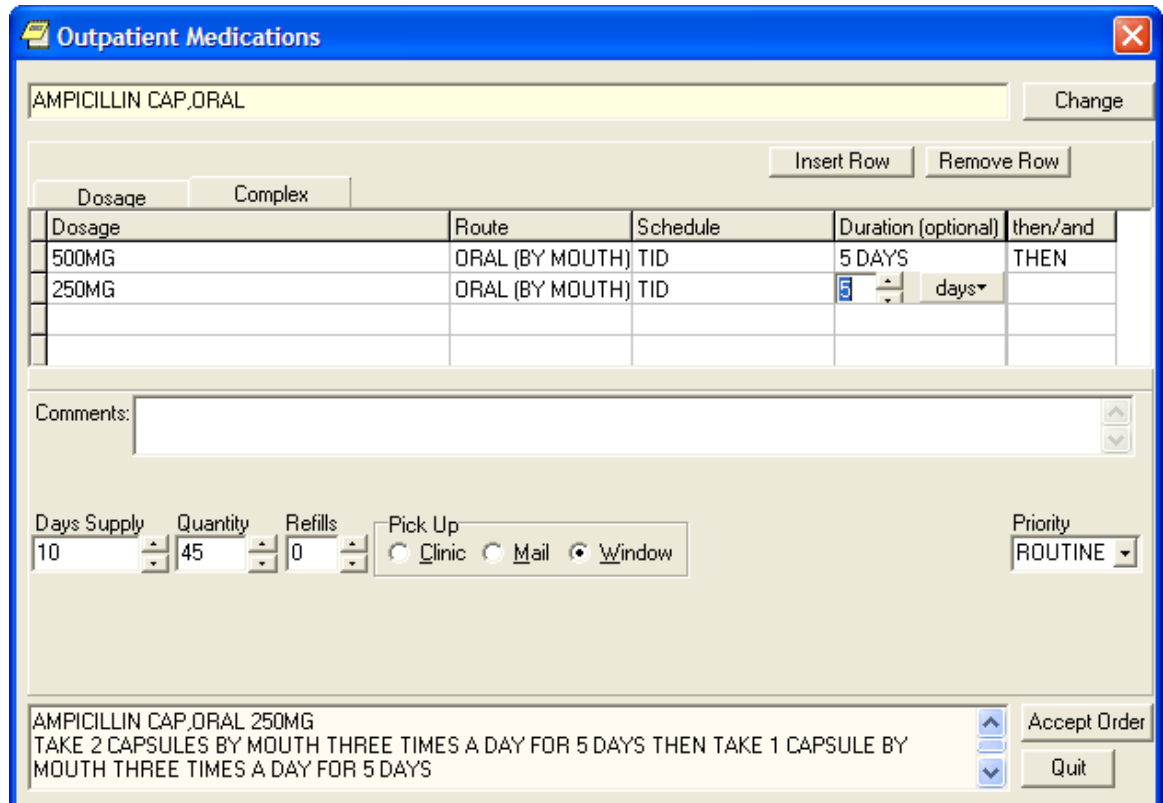 Outpatient Medications
AMPICILLIN CAP,ORAL
Change
Insert Row Remove Row
Dosage Complex
Dosage Route Schedule Duration (optional) then/and
500MG ORAL (BY MOUTH) TID 5 DAYS THEN
250MG ORAL (BY MOUTH) TID 5 days
Comments:
Days Supply Quantity Refills Pick Up Priority
10 45 0 Clinic Mail Window ROUTINE
AMPICILLIN CAP,ORAL 250MG
TAKE 2 CAPSULES BY MOUTH THREE TIMES A DAY FOR 5 DAYS THEN TAKE 1 CAPSULE BY
MOUTH THREE TIMES A DAY FOR 5 DAYS
Accept Order
Quit